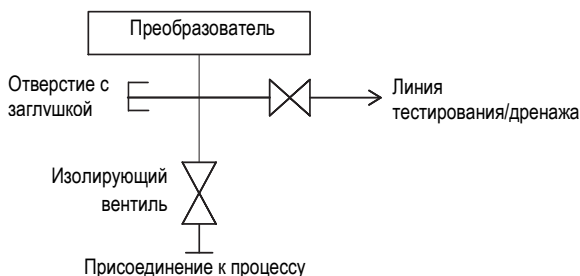 Преобразователь
Отверстие с
заглушкой
Линия
тестирования/дренажа
Изолирующий
вентиль
Присоединение к процессу